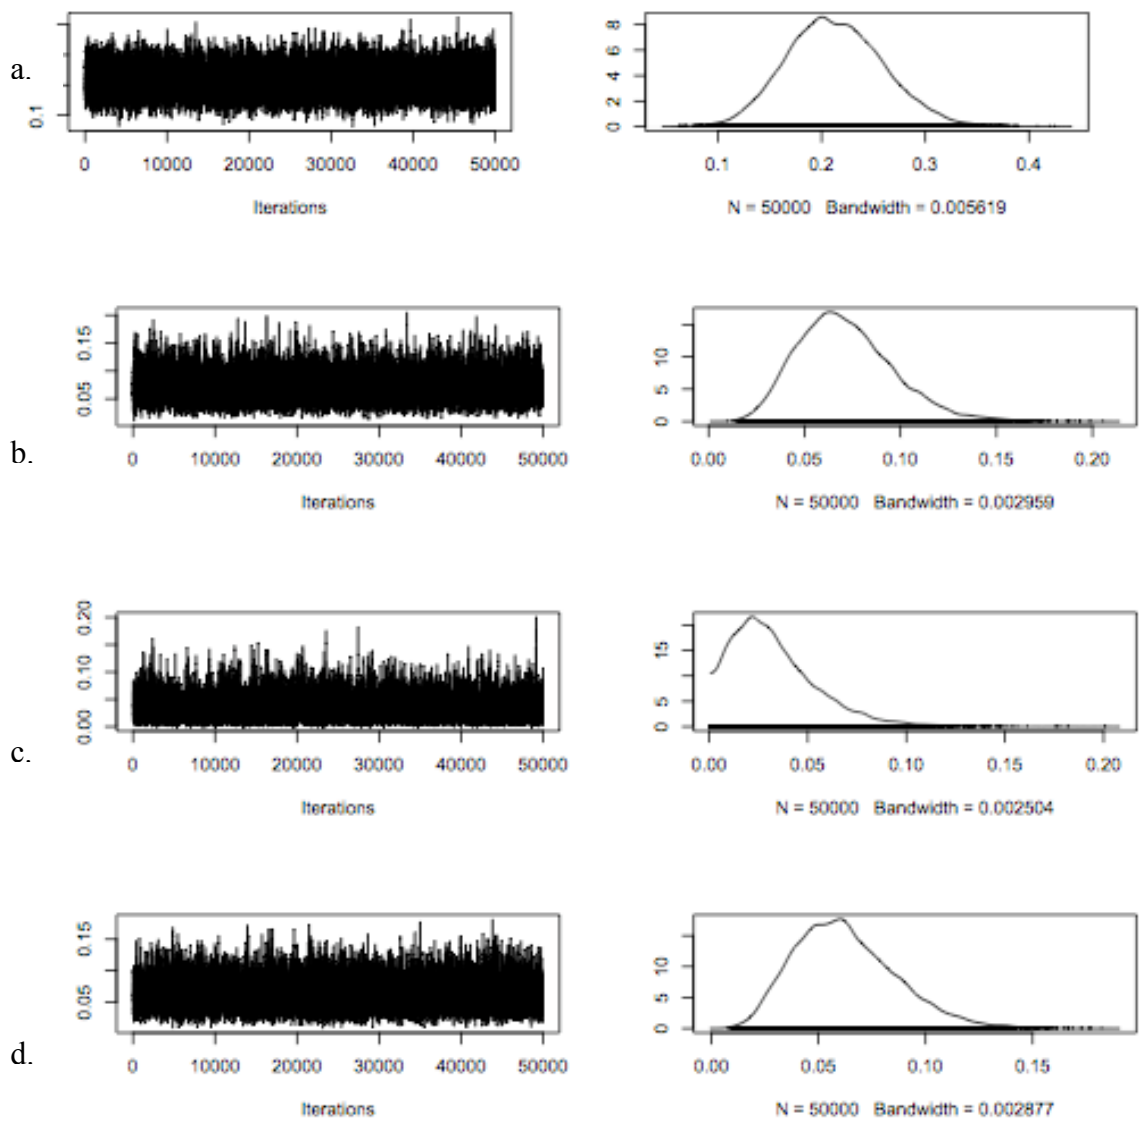 a.
0.1
0 10000 20000 30000 40000 50000
Iterations
0 2 4 6 8
0.1 0.2 0.3 0.4
N = 50000 Bandwidth = 0.005619
b.
0.05 0.15
0 10000 20000 30000 40000 50000
Iterations
0 5 10
0.00 0.05 0.10 0.15 0.20
N = 50000 Bandwidth = 0.002959
c.
0.00 0.10 0.20
0 10000 20000 30000 40000 50000
Iterations
0 5 15
0.00 0.05 0.10 0.15 0.20
N = 50000 Bandwidth = 0.002504
d.
0.05 0.15
0 10000 20000 30000 40000 50000
Iterations
0 5 10
0.00 0.05 0.10 0.15
N = 50000 Bandwidth = 0.002877